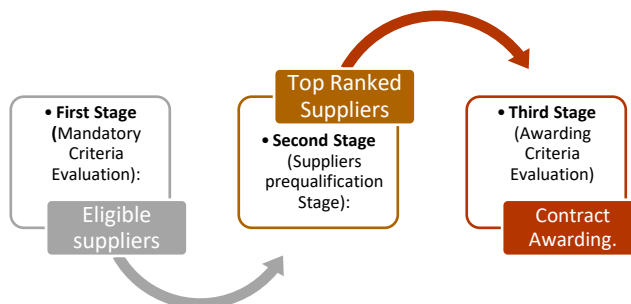 • First Stage
(Mandatory
Criteria
Evaluation):
Eligible
suppliers
Top Ranked
Suppliers
• Second Stage
(Suppliers
prequalification
Stage):
• Third Stage
(Awarding
Criteria
Evaluation)
Contract
Awarding.